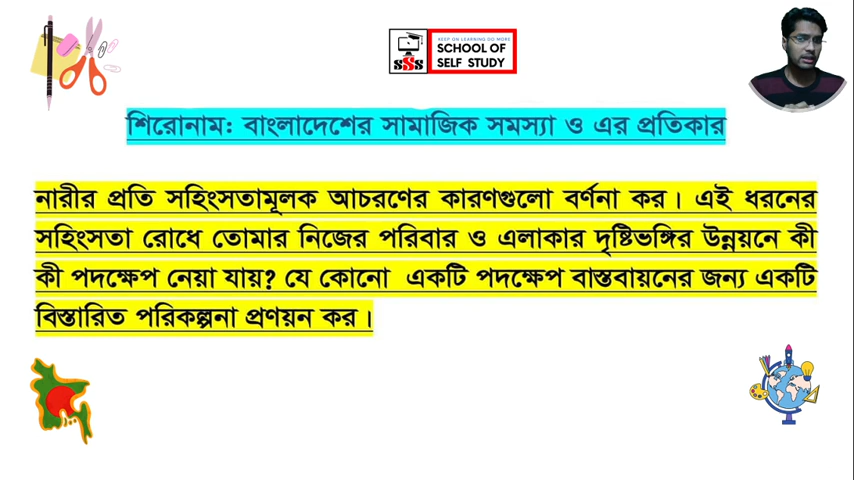 KEEP ON LEARNING DO MORE
SCHOOL OF
SELF STUDY
sSs
শিরোনাম: বাংলাদেশের সামাজিক সমস্যা ও এর প্রতিকার
নারীর প্রতি সহিংসতামূলক আচরণের কারণগুলো বর্ণনা কর। এই ধরনের
সহিংসতা রোধে তোমার নিজের পরিবার ও এলাকার দৃষ্টিভঙ্গির উন্নয়নে কী
কী পদক্ষেপ নেয়া যায়? যে কোনো একটি পদক্ষেপ বাস্তবায়নের জন্য একটি
বিস্তারিত পরিকল্পনা প্রণয়ন কর।